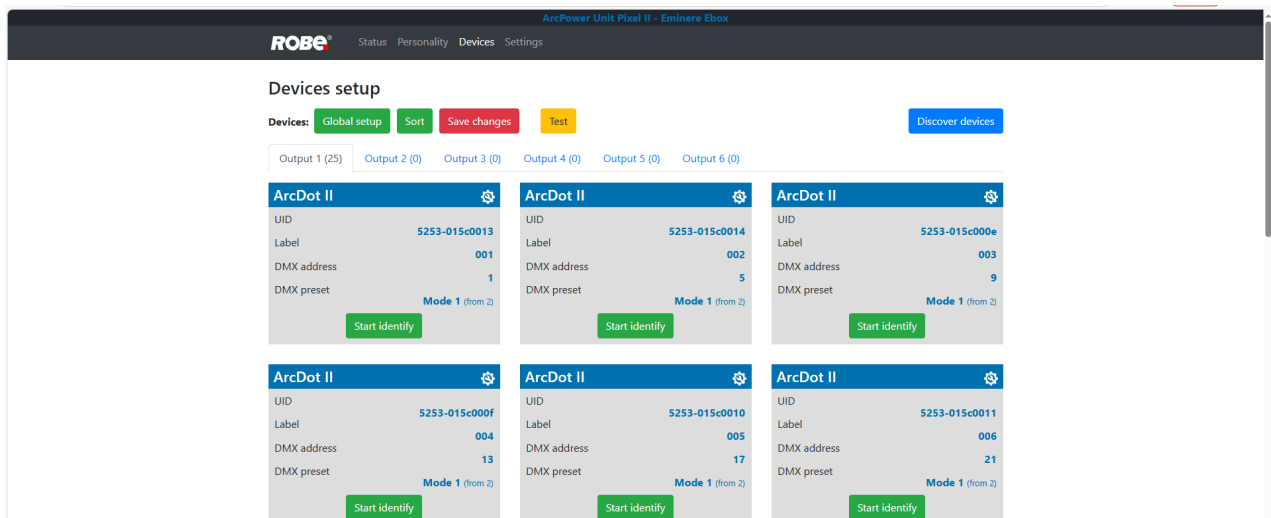 ArcPower Unit Pixel II - Eminere Ebox
ROBE® Status Personality Devices Settings
Devices setup
Devices: Global setup Sort Save changes Test Discover devices
Output 1 (25) Output 2 (0) Output 3 (0) Output 4 (0) Output 5 (0) Output 6 (0)
ArcDot II
UID
5253-015c0013
Label
001
DMX address
1
DMX preset
Mode 1 (from 2)
Start identify
ArcDot II
UID
5253-015c0014
Label
002
DMX address
5
DMX preset
Mode 1 (from 2)
Start identify
ArcDot II
UID
5253-015c000e
Label
003
DMX address
9
DMX preset
Mode 1 (from 2)
Start identify
ArcDot II
UID
5253-015c000f
Label
004
DMX address
13
DMX preset
Mode 1 (from 2)
Start identify
ArcDot II
UID
5253-015c0010
Label
005
DMX address
17
DMX preset
Mode 1 (from 2)
Start identify
ArcDot II
UID
5253-015c0011
Label
006
DMX address
21
DMX preset
Mode 1 (from 2)
Start identify